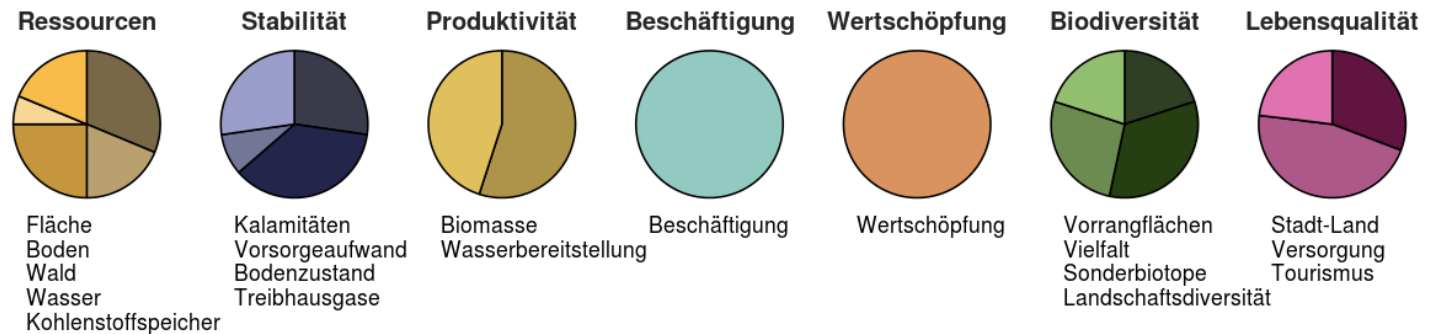 Ressourcen
Stabilität
Produktivität
Beschäftigung
Wertschöpfung
Biodiversität
Lebensqualität
Fläche
Boden
Wald
Wasser
Kohlenstoffspeicher
Kalamitäten
Vorsorgeaufwand
Bodenzustand
Treibhausgase
Biomasse
Wasserbereitstellung
Beschäftigung
Wertschöpfung
Vorrangflächen
Vielfalt
Sonderbiotope
Landschaftsdiversität
Stadt-Land
Versorgung
Tourismus